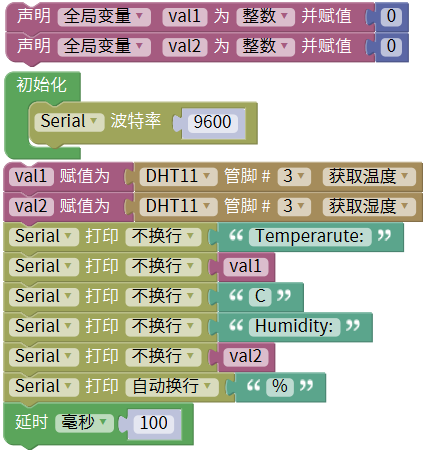 声明 全局变量 val1 为 整数 并赋值 0
声明 全局变量 val2 为 整数 并赋值 0
初始化
Serial 波特率 9600
val1 赋值为 DHT11 管脚 # 3 获取温度
val2 赋值为 DHT11 管脚 # 3 获取湿度
Serial 打印 不换行 “ Temperarute: ”
Serial 打印 不换行 val1
Serial 打印 不换行 “ C ”
Serial 打印 不换行 “ Humidity: ”
Serial 打印 不换行 val2
Serial 打印 自动换行 “ % ”
延时 毫秒 100